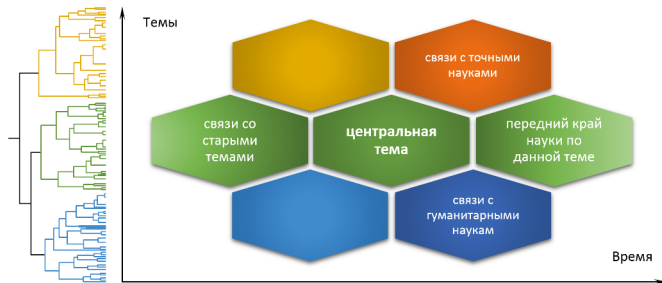 Темы
связи с точными
науками
связи со
старыми
темами
центральная
тема
передний край
науки по
данной теме
связи с
гуманитарными
наукам
Время